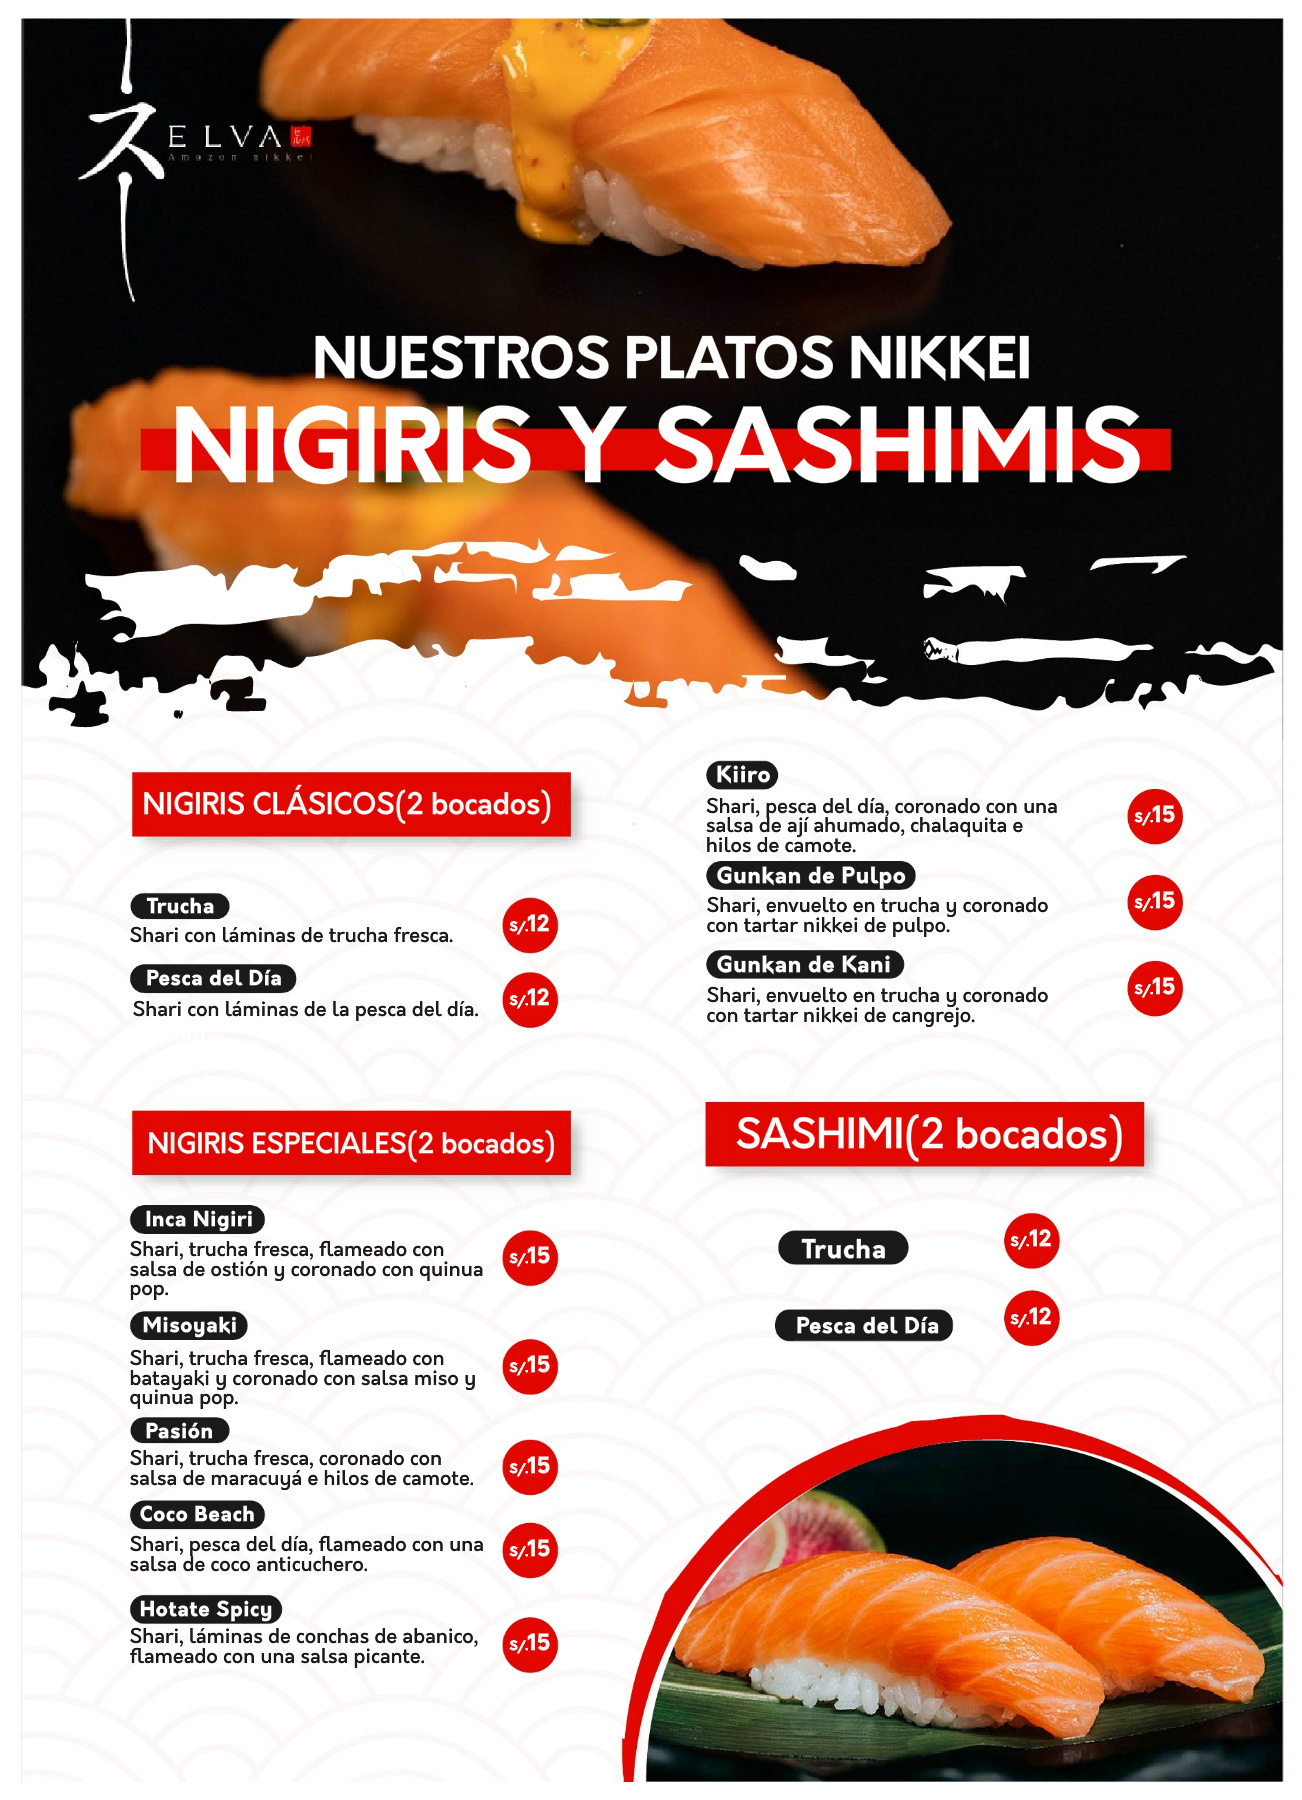 ELVA
Amazon nikkei
NUESTROS PLATOS NIKKEI
NIGIRIS Y SASHIMIS
NIGIRIS CLÁSICOS(2 bocados)
Trucha
Shari con láminas de trucha fresca.
s/.12
Pesca del Día
Shari con láminas de la pesca del día.
s/.12
NIGIRIS ESPECIALES(2 bocados)
Inca Nigiri
Shari, trucha fresca, flameado con
salsa de ostión y coronado con quinua
pop.
s/.15
Misoyaki
Shari, trucha fresca, flameado con
batayaki y coronado con salsa miso y
quinua pop.
s/.15
Pasión
Shari, trucha fresca, coronado con
salsa de maracuyá e hilos de camote.
s/.15
Coco Beach
Shari, pesca del día, flameado con una
salsa de coco anticuchero.
s/.15
Hotate Spicy
Shari, láminas de conchas de abanico,
flameado con una salsa picante.
s/.15
Kiiro
Shari, pesca del día, coronado con una
salsa de ají ahumado, chalaquita e
hilos de camote.
s/.15
Gunkan de Pulpo
Shari, envuelto en trucha y coronado
con tartar nikkei de pulpo.
s/.15
Gunkan de Kani
Shari, envuelto en trucha y coronado
con tartar nikkei de cangrejo.
s/.15
SASHIMI(2 bocados)
Trucha
s/.12
Pesca del Día
s/.12